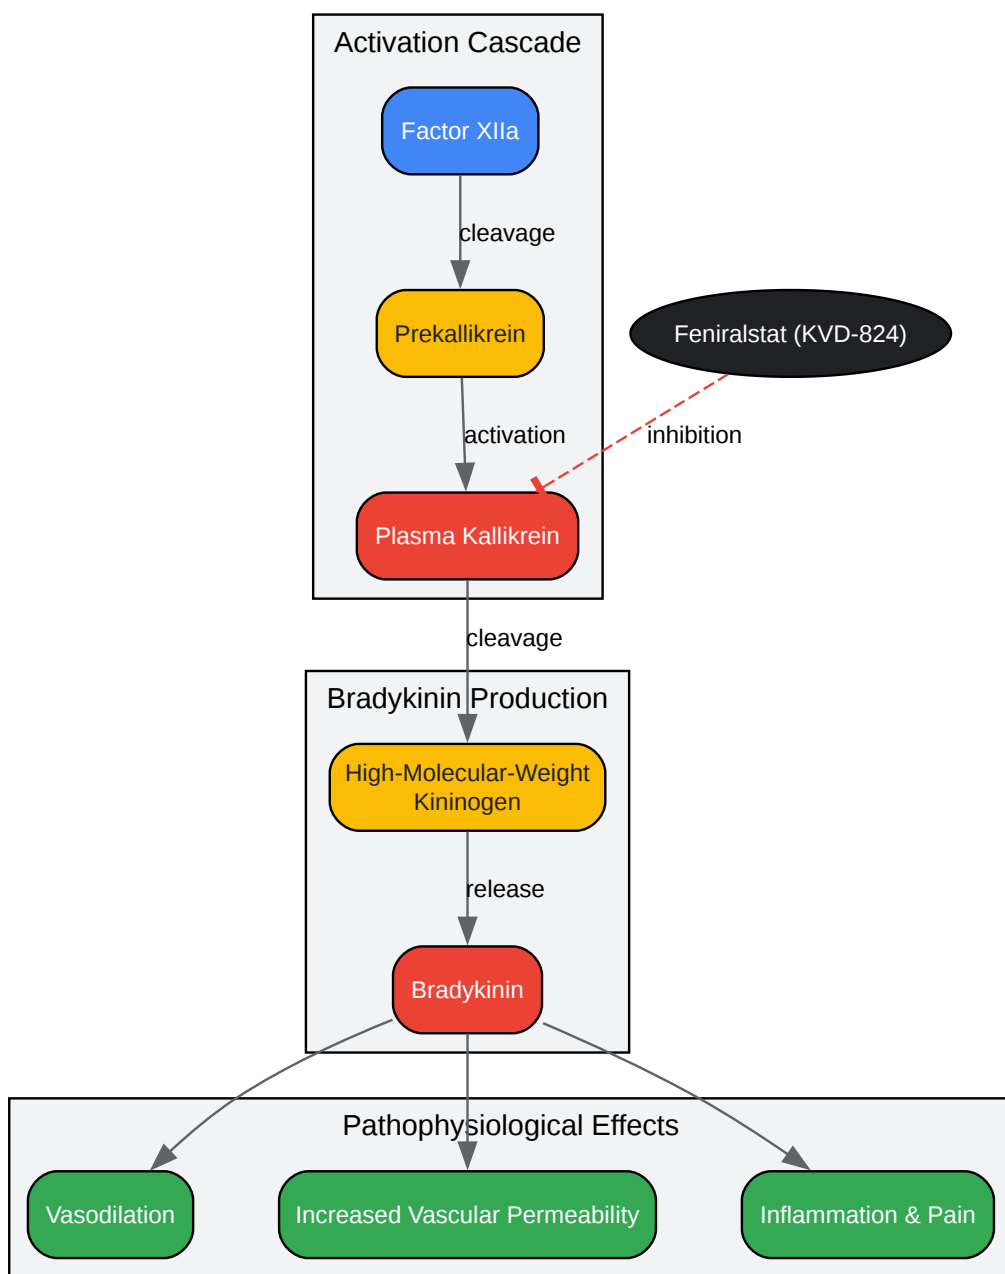 Activation Cascade
Factor XIIa
cleavage
Prekallikrein
Feniralstat (KVD-824)
activation
inhibition
Plasma Kallikrein
cleavage
Bradykinin Production
High-Molecular-Weight
Kininogen
release
Bradykinin
Pathophysiological Effects
Vasodilation
Increased Vascular Permeability
Inflammation & Pain